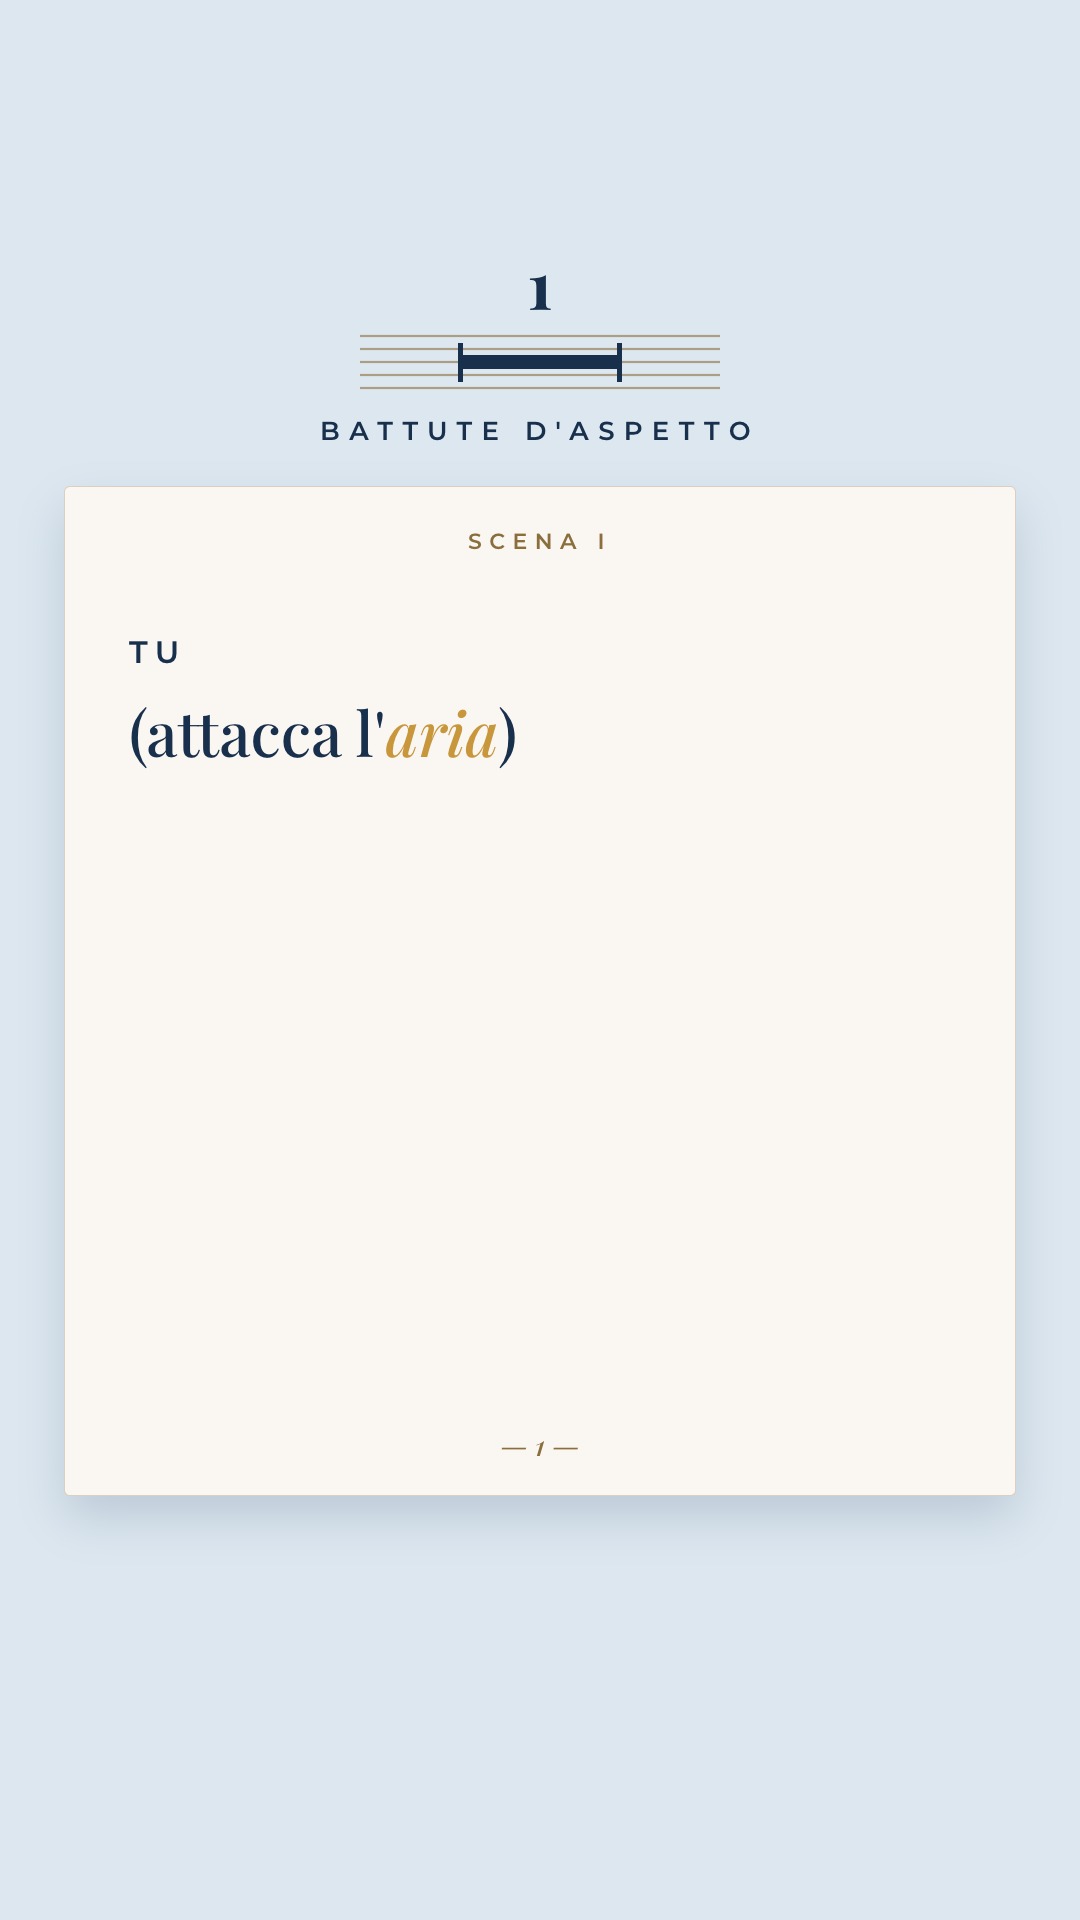 1
BATTUTE D'ASPETTO
SCENA I
TU
(attacca l'aria)
— 1 —